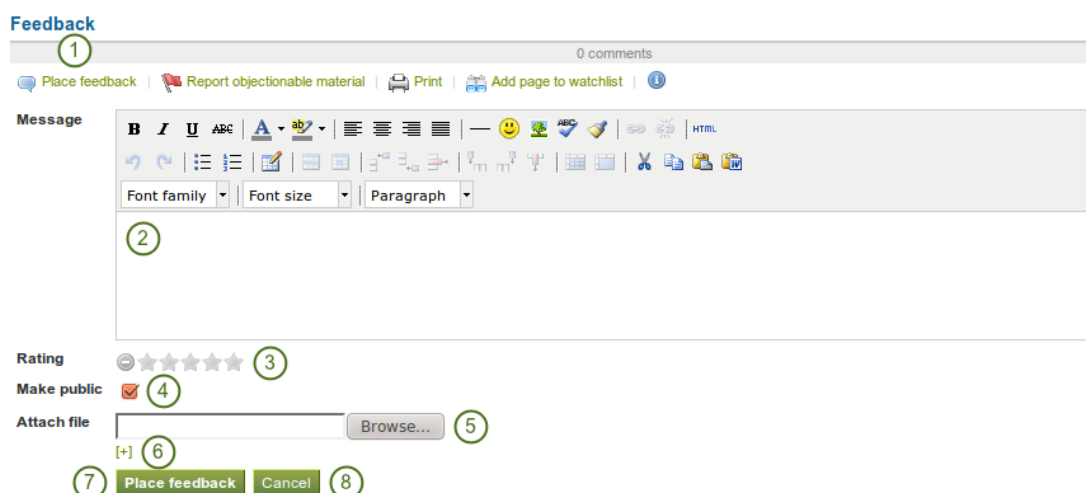 Feedback
1
0 comments
Place feedback | Report objectionable material | Print | Add page to watchlist |
Message
B I U ABC A ab ABC HTML
Font family Font size Paragraph
2
Rating 3
Make public 4
Attach file Browse... 5
[+] 6
7 Place feedback Cancel 8